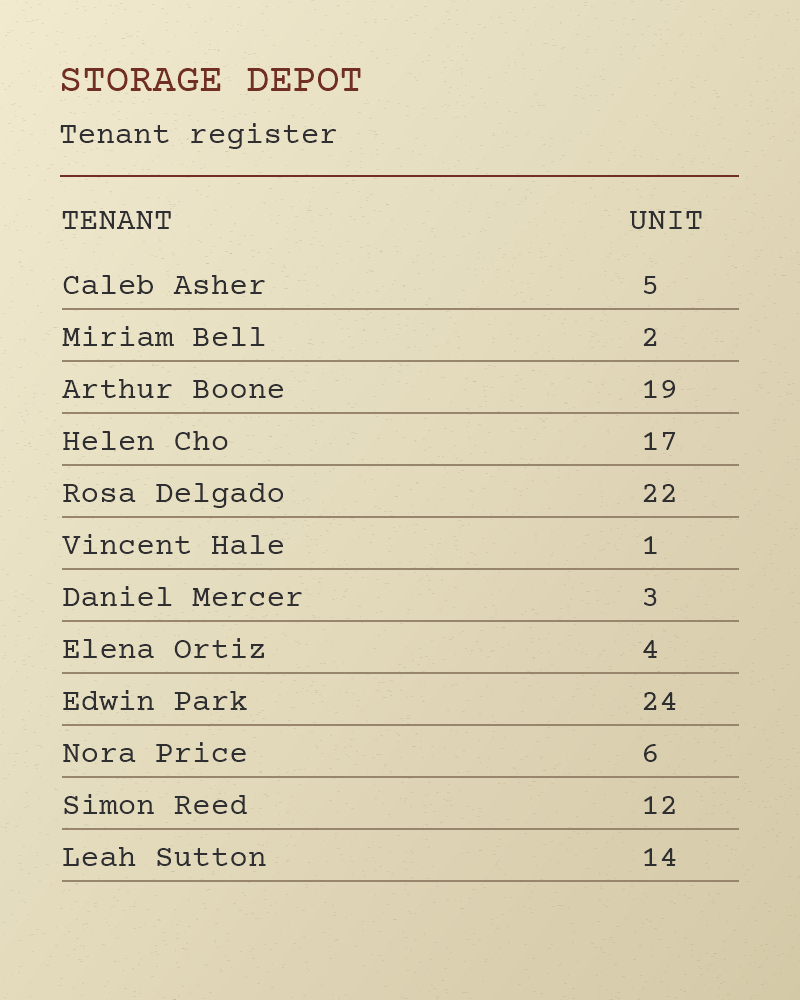 STORAGE DEPOT
Tenant register
TENANT UNIT
Caleb Asher 5
Miriam Bell 2
Arthur Boone 19
Helen Cho 17
Rosa Delgado 22
Vincent Hale 1
Daniel Mercer 3
Elena Ortiz 4
Edwin Park 24
Nora Price 6
Simon Reed 12
Leah Sutton 14